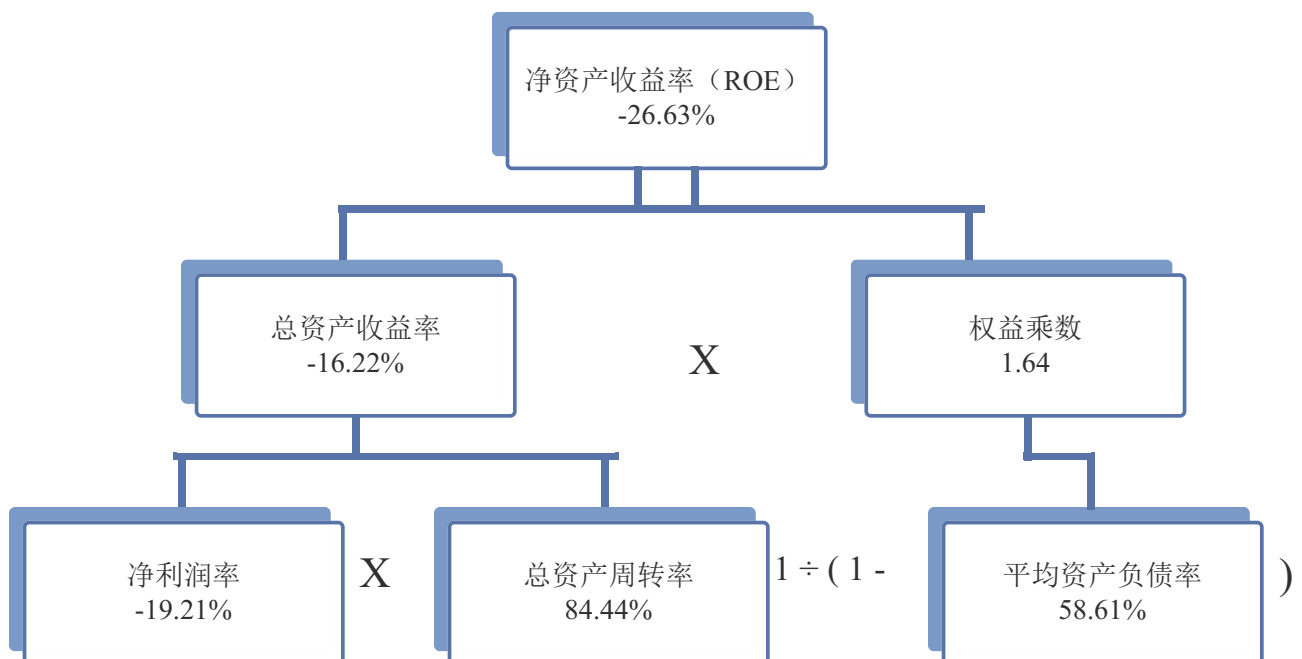 净资产收益率（ROE）
-26.63%
总资产收益率
-16.22%
X
权益乘数
1.64
净利润率
-19.21%
X
总资产周转率
84.44%
1 ÷ ( 1 -
平均资产负债率
58.61%
)